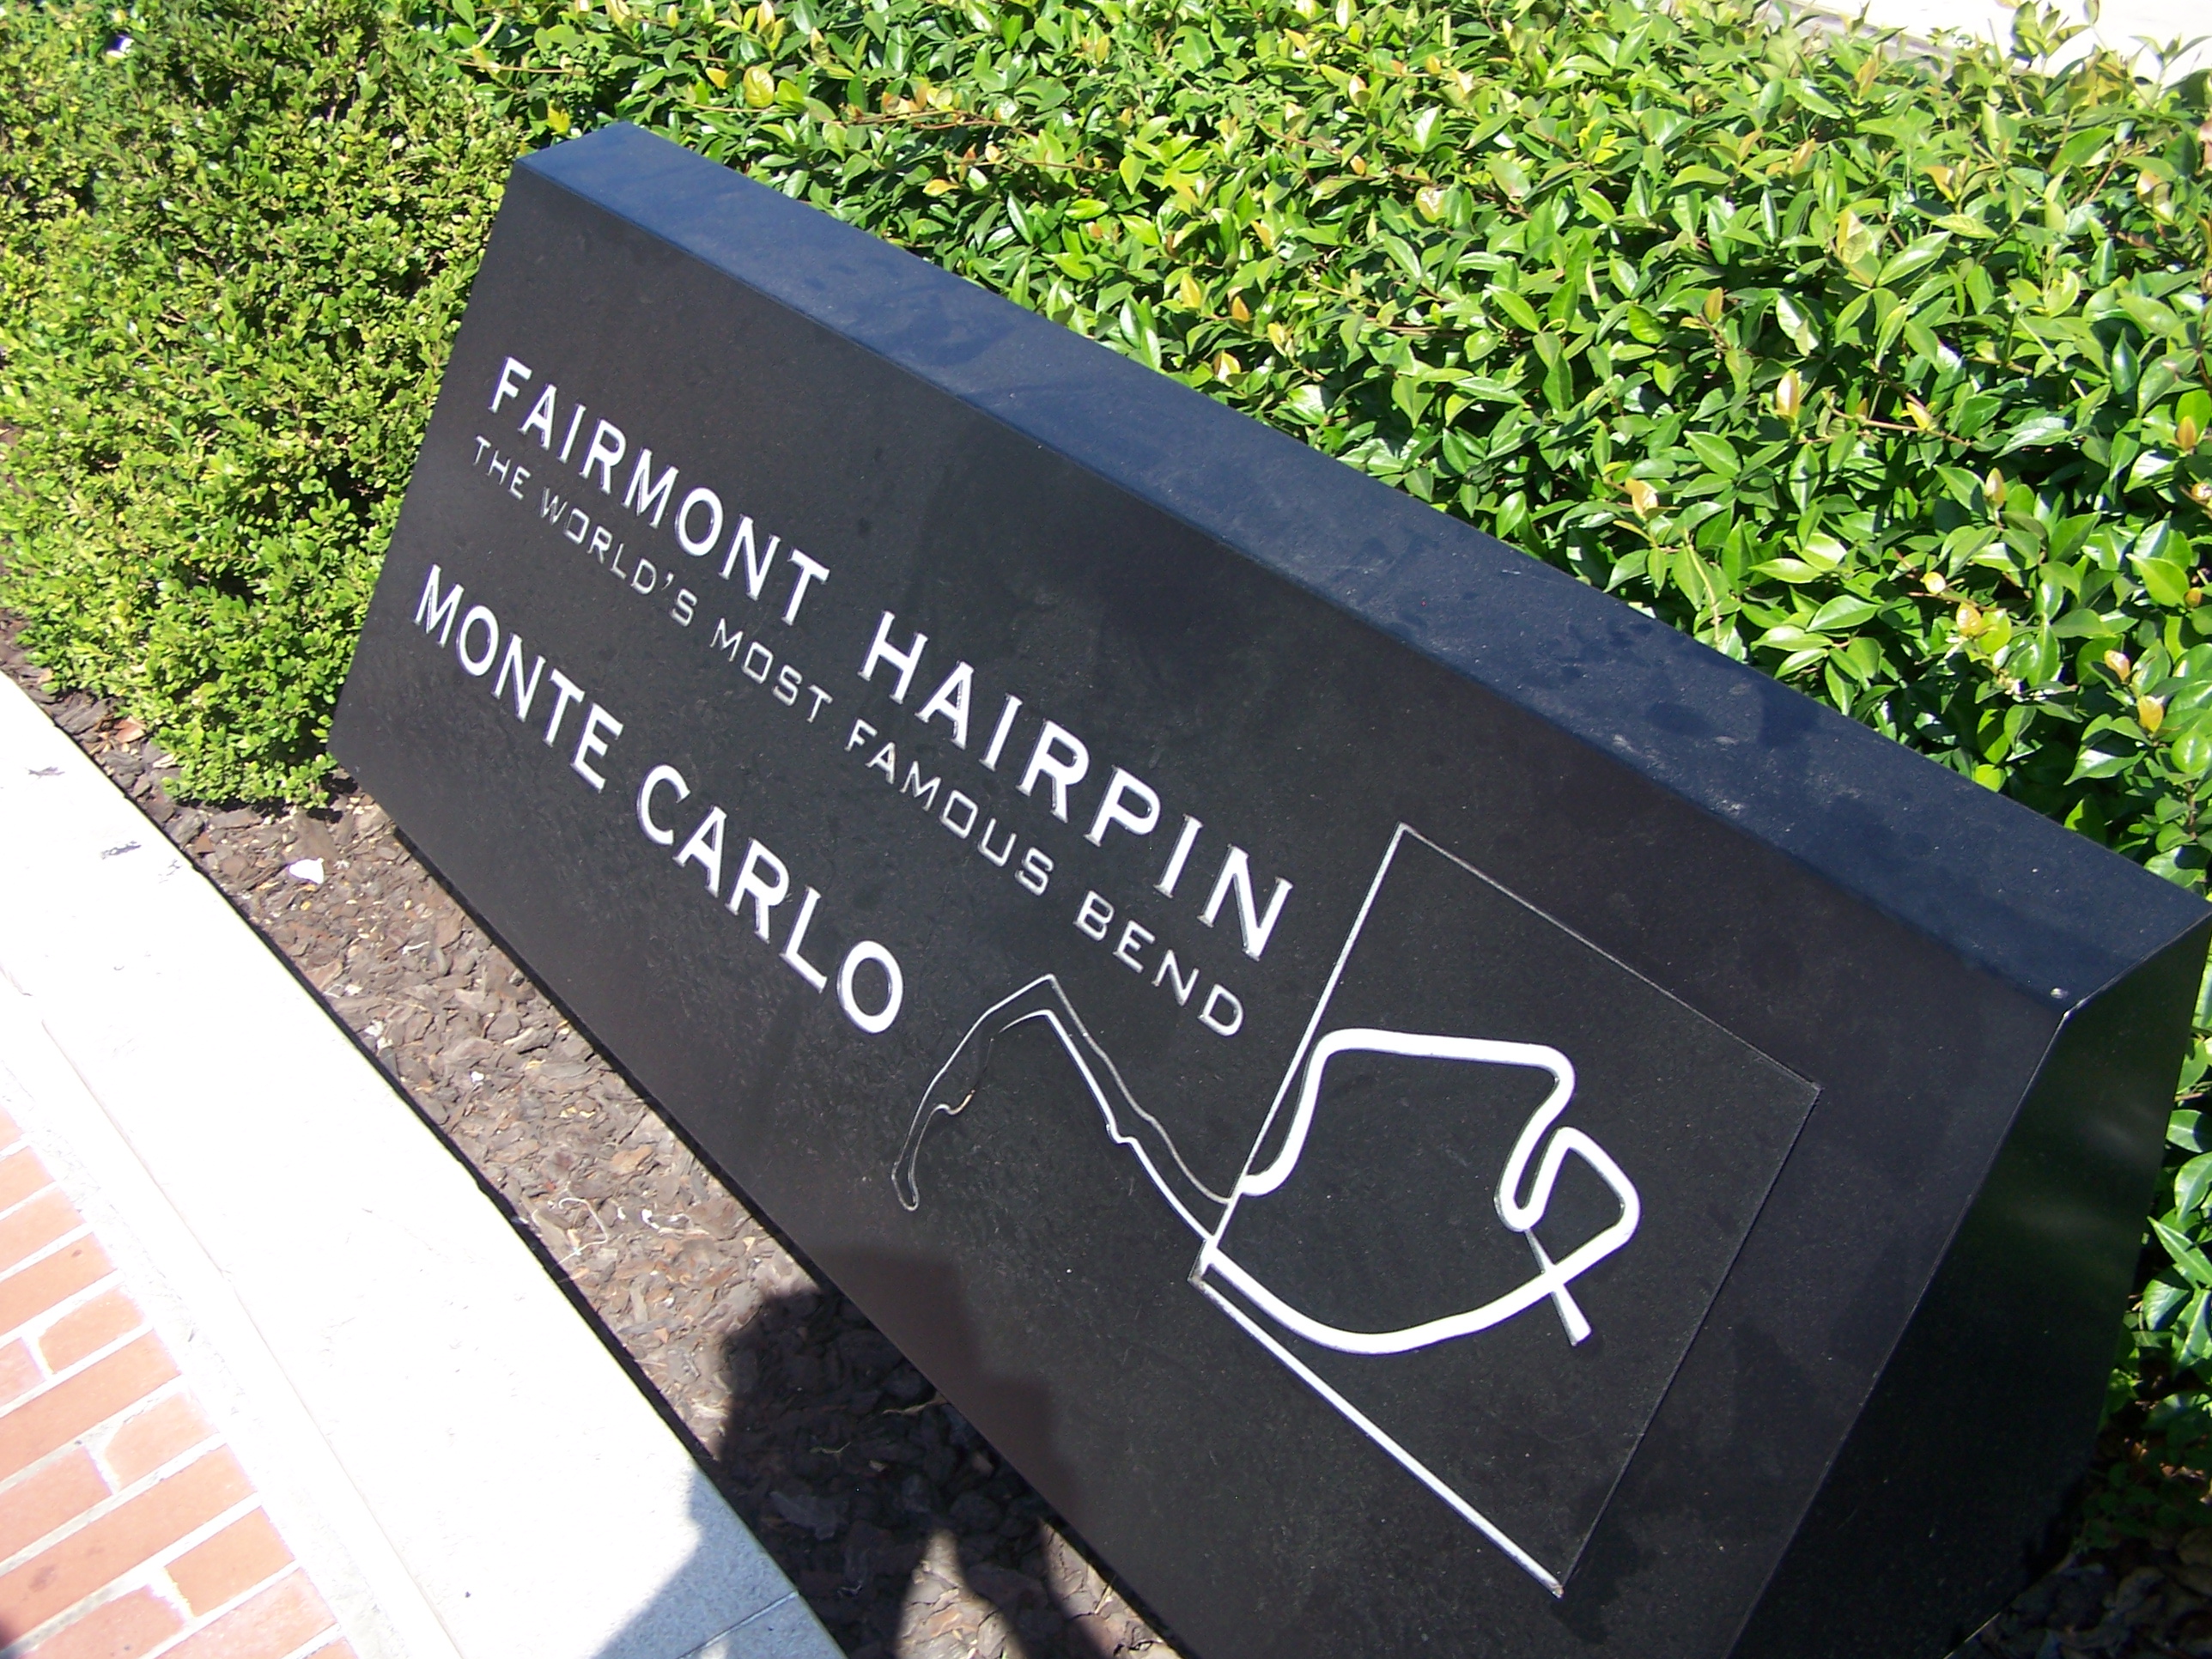 FAIRMONT HAIRPIN
THE WORLD'S MOST FAMOUS BEND
MONTE CARLO